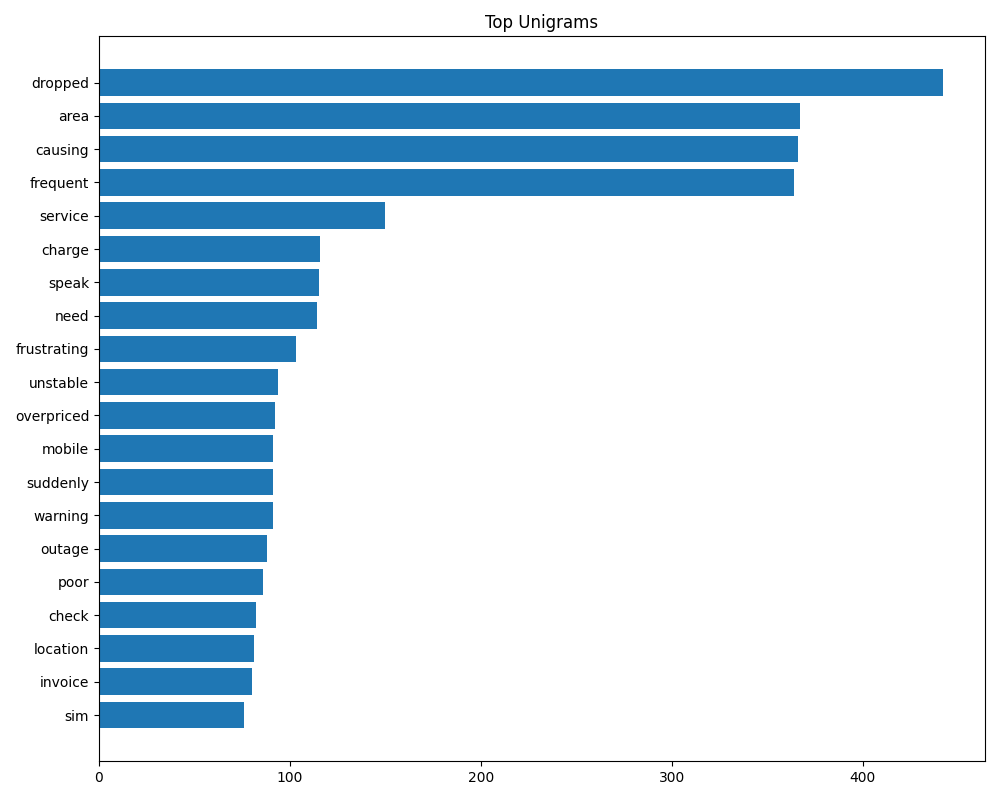 Top Unigrams
dropped
area
causing
frequent
service
charge
speak
need
frustrating
unstable
overpriced
mobile
suddenly
warning
outage
poor
check
location
invoice
sim
0 100 200 300 400